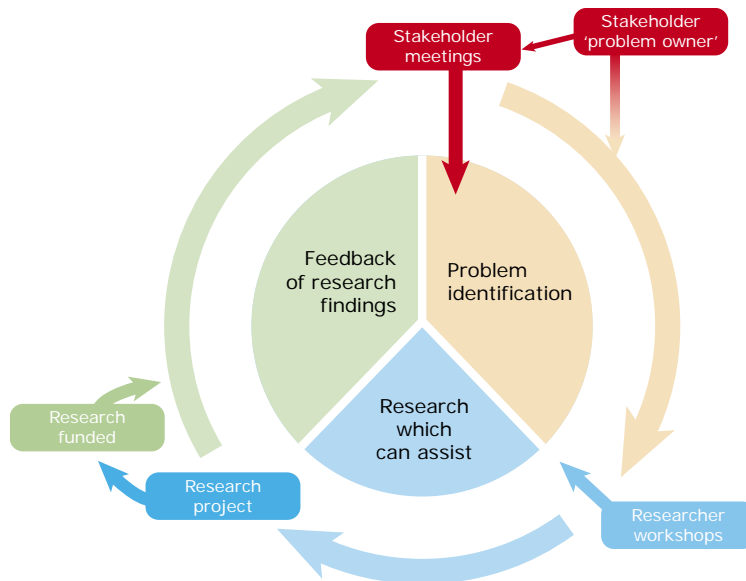 Stakeholder
meetings
Stakeholder
‘problem owner’
Feedback
of research
findings
Problem
identification
Research
which
can assist
Research
funded
Research
project
Researcher
workshops